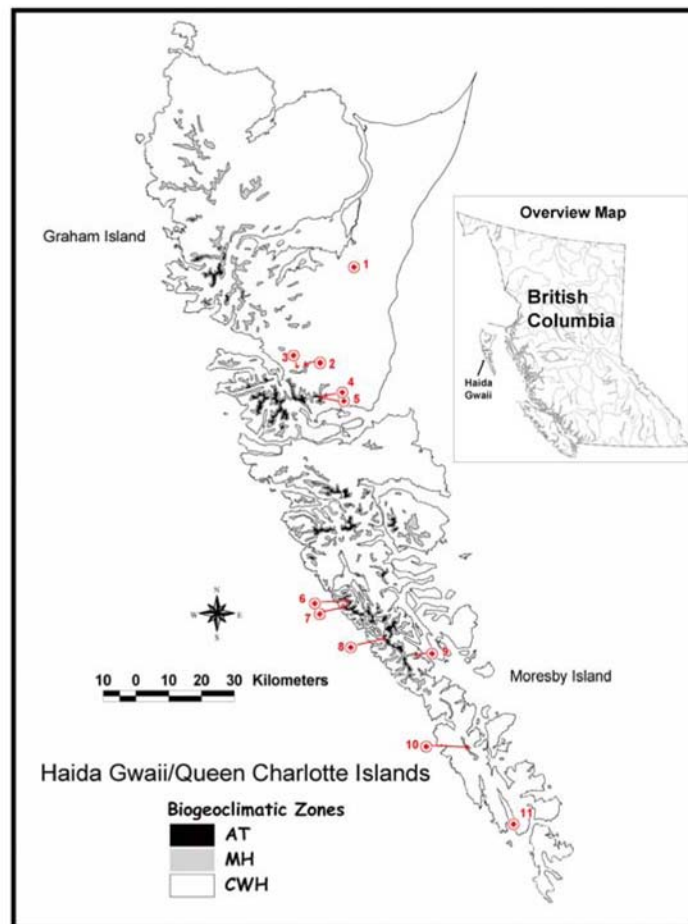 Overview Map
Graham Island
British
Columbia
1
Haida
Gwaii
3
2
4
5
N
W
E
S
6
7
8
9
Moresby Island
10 0 10 20 30 Kilometers
10
Haida Gwaii/Queen Charlotte Islands
11
Biogeoclimatic Zones
AT
MH
CWH